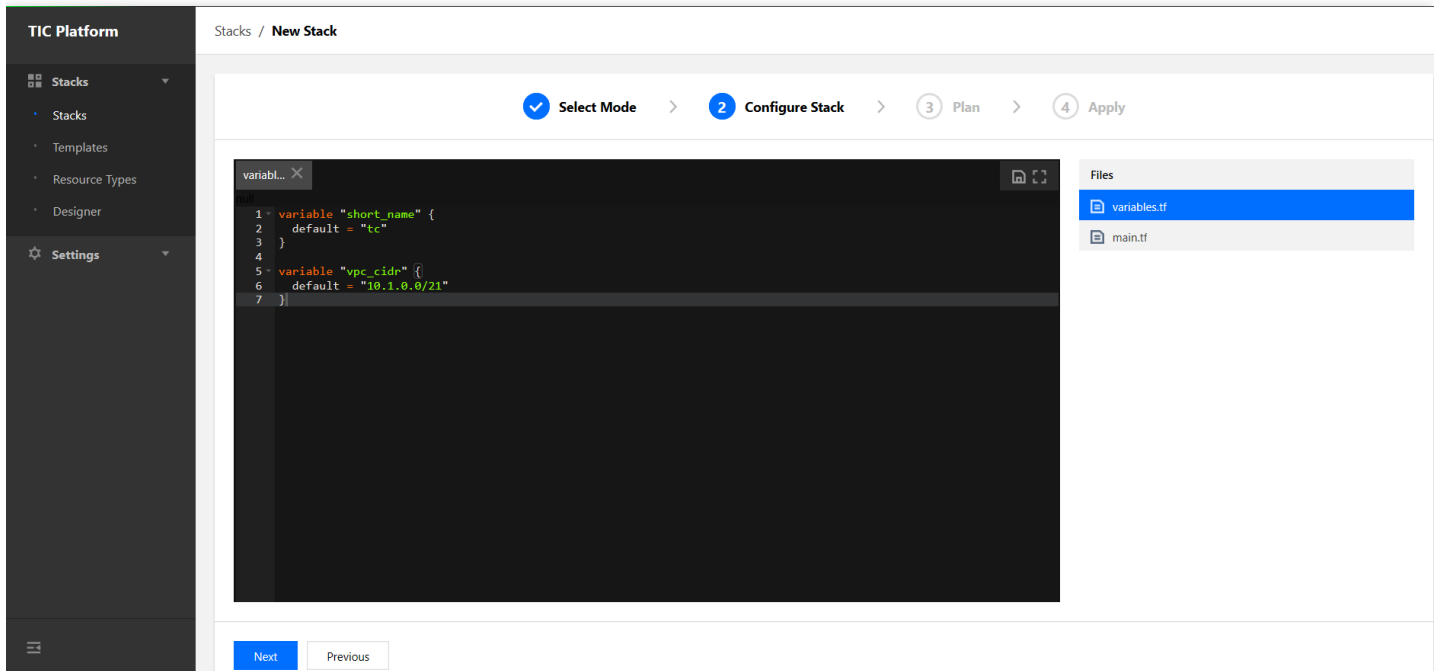 TIC Platform
Stacks / New Stack
Stacks
Stacks
Templates
Resource Types
Designer
Settings
Select Mode > 2 Configure Stack > 3 Plan > 4 Apply
variabl...
null
1 variable "short_name" {
2 default = "tc"
3 }
4
5 variable "vpc_cidr" {
6 default = "10.1.0.0/21"
7 }
Files
variables.tf
main.tf
Next Previous